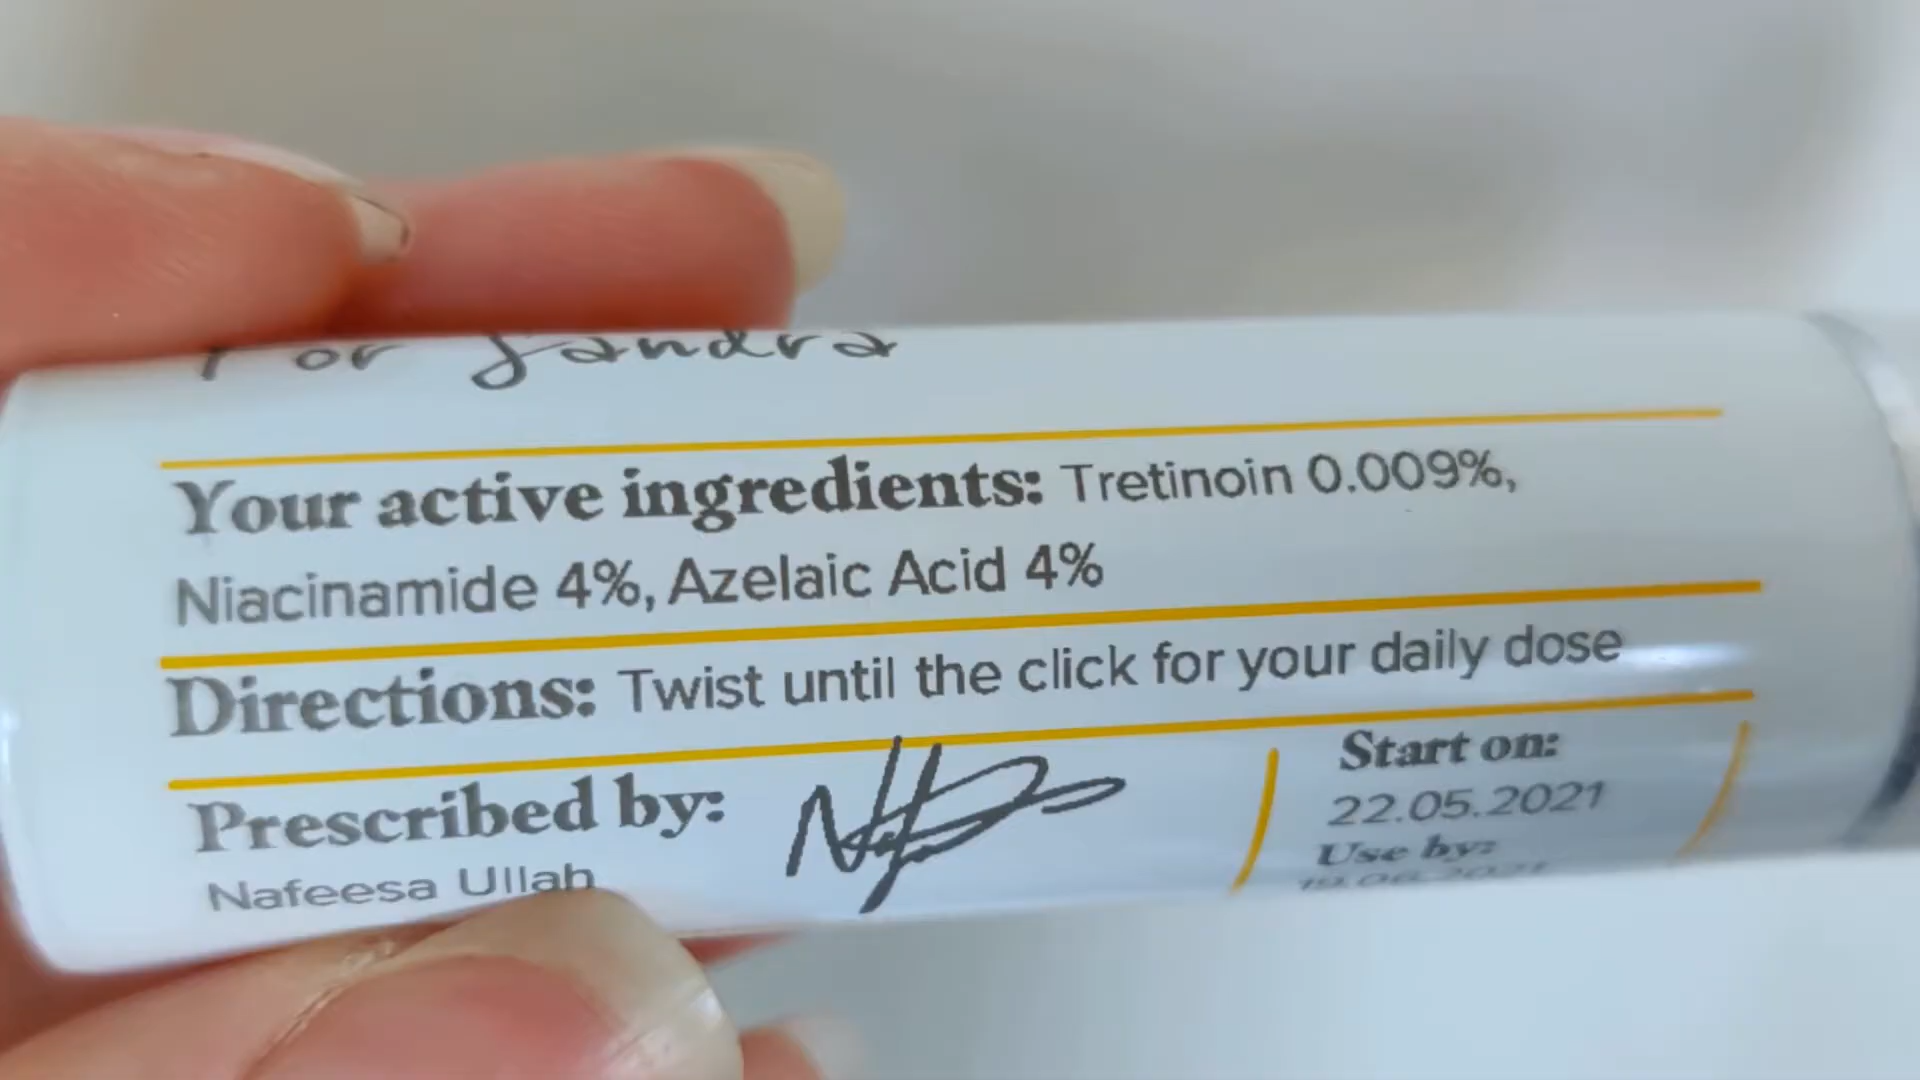 For Sandra
Your active ingredients: Tretinoin 0.009%,
Niacinamide 4%, Azelaic Acid 4%
Directions: Twist until the click for your daily dose
Prescribed by:
Nafeesa Ullah
Start on:
22.05.2021
Use by: